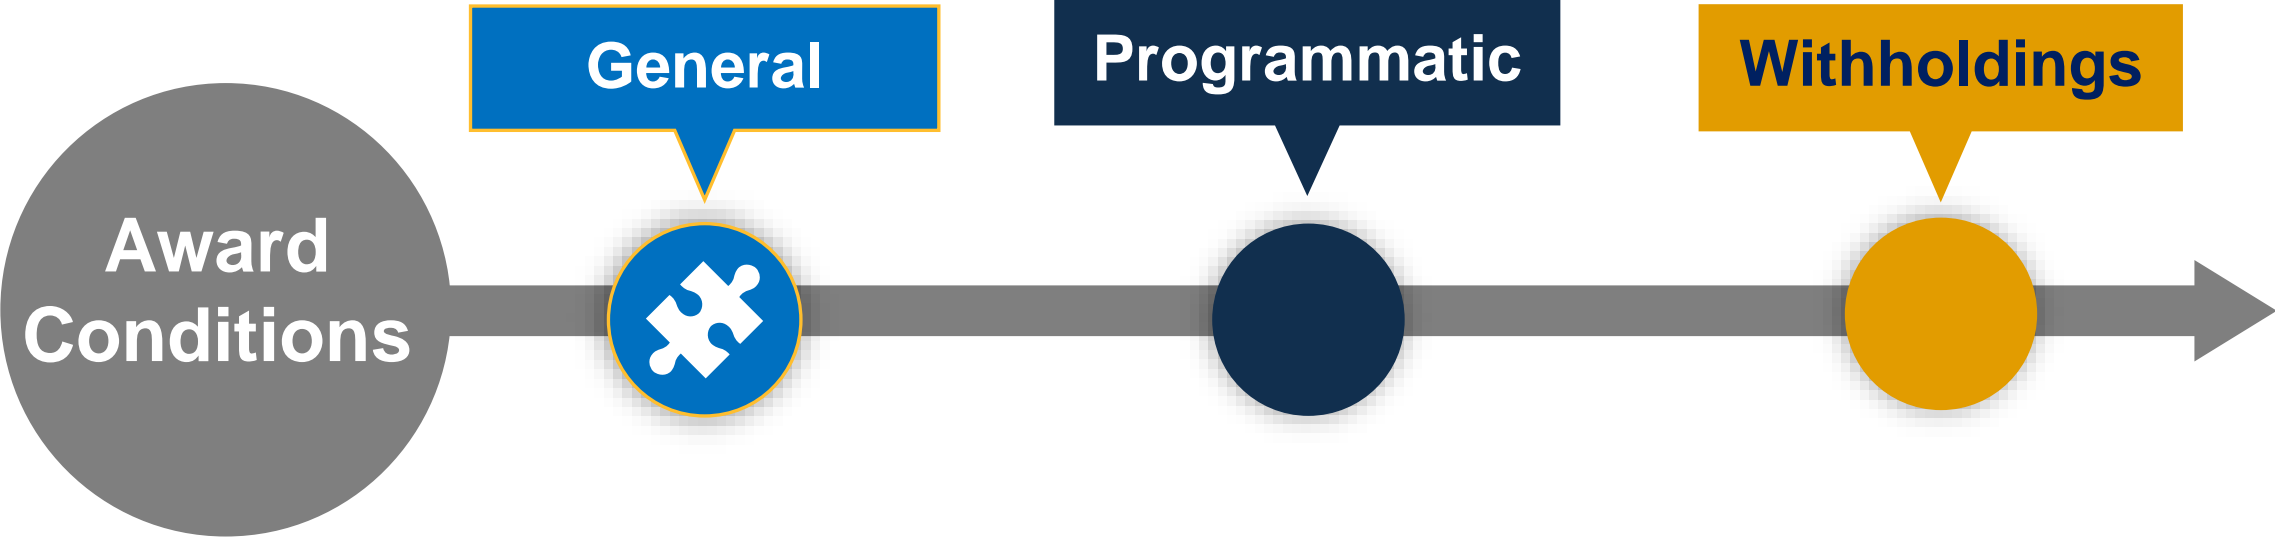 Award
Conditions
General
Programmatic
Withholdings